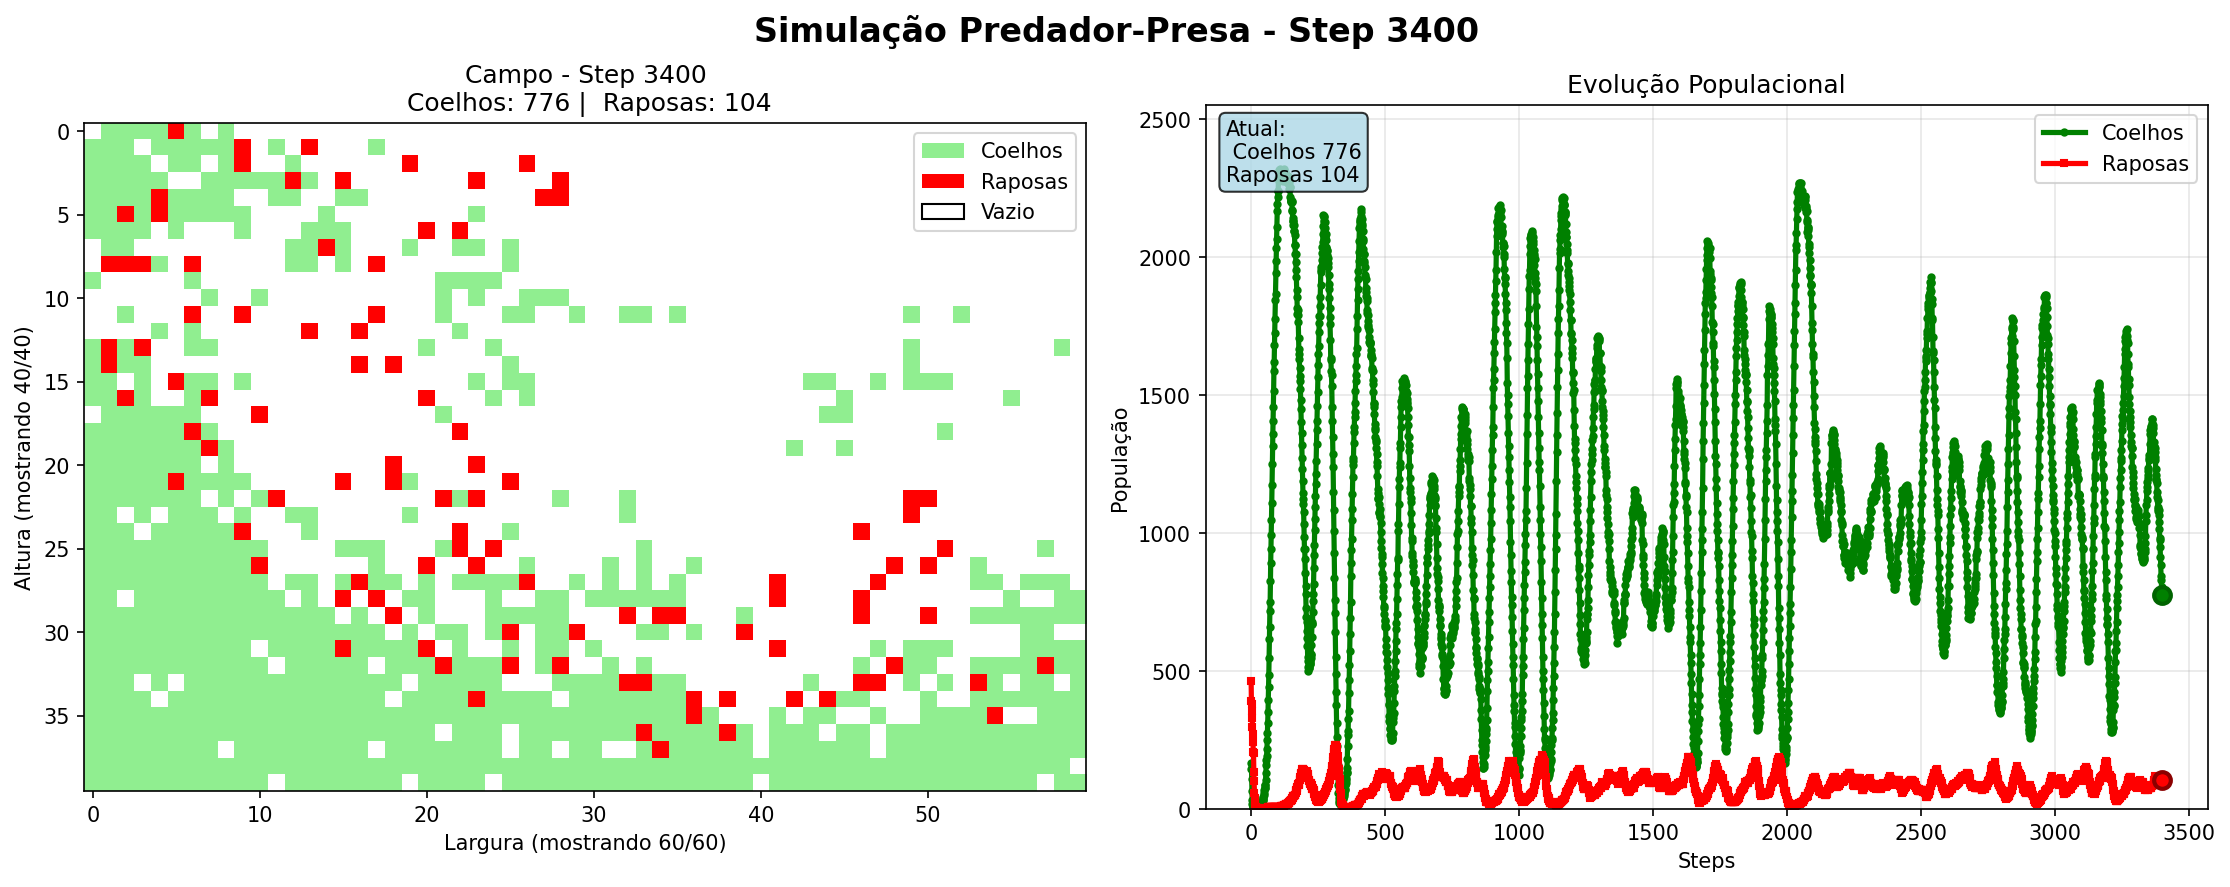 Simulação Predador-Presa - Step 3400
Campo - Step 3400
Coelhos: 776 |  Raposas: 104
Coelhos
Raposas
Vazio
0
5
10
15
20
25
30
35
Altura (mostrando 40/40)
0
10
20
30
40
50
Largura (mostrando 60/60)
Evolução Populacional
Atual:
Coelhos 776
Raposas 104
Coelhos
Raposas
2500
2000
1500
1000
500
0
População
0
500
1000
1500
2000
2500
3000
3500
Steps